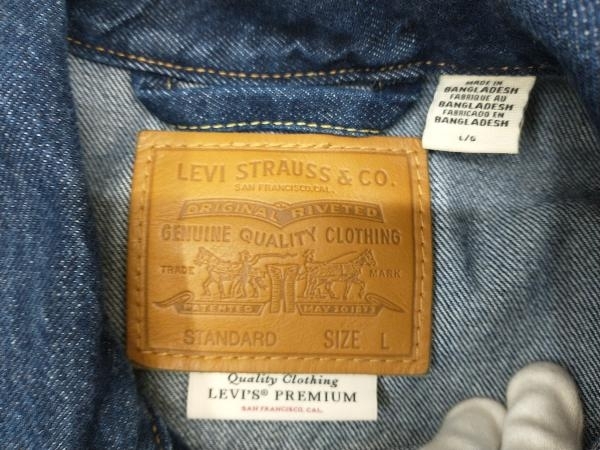 MADE IN
BANGLADESH
FABRIQUE AU
BANGLADESH
FABRICADO EN
BANGLADESH
L/G
LEVI STRAUSS & CO.
SAN FRANCISCO, CAL.
ORIGINAL RIVETED
GENUINE QUALITY CLOTHING
TRADE MARK
PATENTED MAY 20 1873
STANDARD SIZE L
Quality Clothing
LEVI'S® PREMIUM
SAN FRANCISCO, CAL.